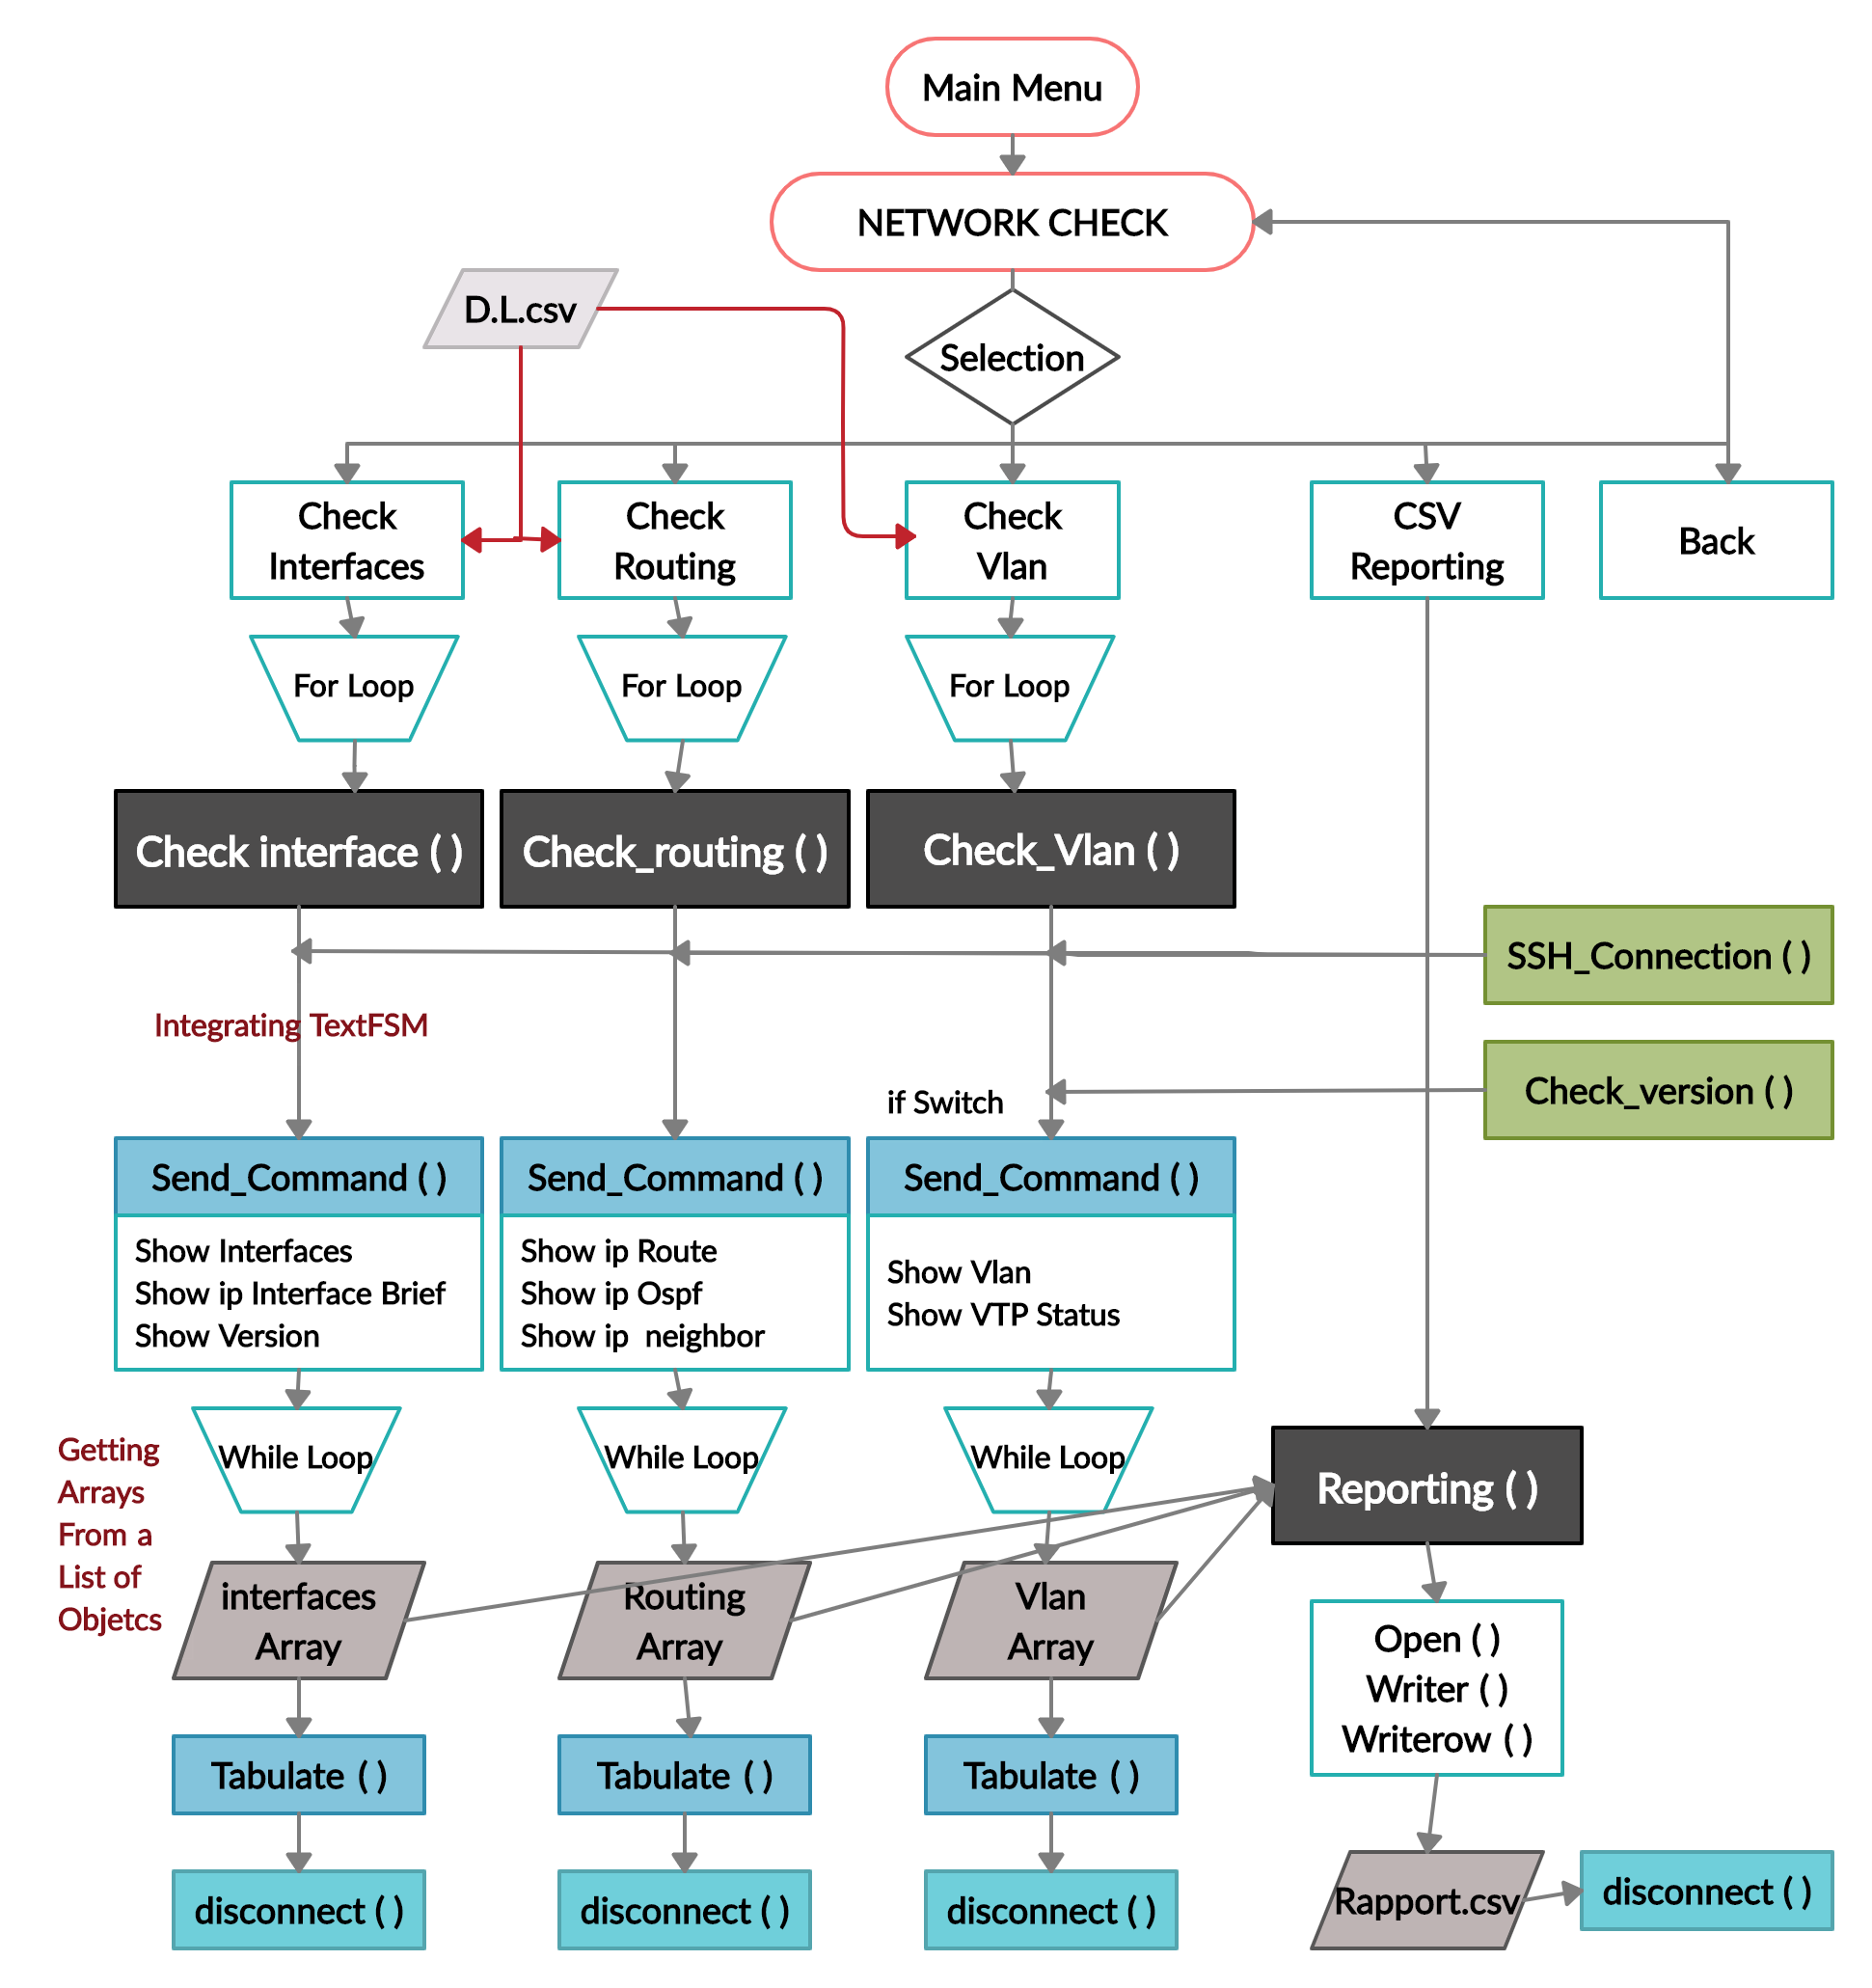 Main Menu
NETWORK CHECK
D.L.csv
Selection
Check
Interfaces
Check
Routing
Check
Vlan
CSV
Reporting
Back
For Loop
For Loop
For Loop
Check interface ( )
Check_routing ( )
Check_Vlan ( )
SSH_Connection ( )
Integrating TextFSM
Check_version ( )
if Switch
Send_Command ( )
Show Interfaces
Show ip Interface Brief
Show Version
Send_Command ( )
Show ip Route
Show ip Ospf
Show ip  neighbor
Send_Command ( )
Show Vlan
Show VTP Status
Getting
Arrays
From a
List of
Objetcs
While Loop
While Loop
While Loop
Reporting ( )
interfaces
Array
Routing
Array
Vlan
Array
Open ( )
Writer ( )
Writerow ( )
Tabulate ( )
Tabulate ( )
Tabulate ( )
disconnect ( )
disconnect ( )
disconnect ( )
Rapport.csv
disconnect ( )